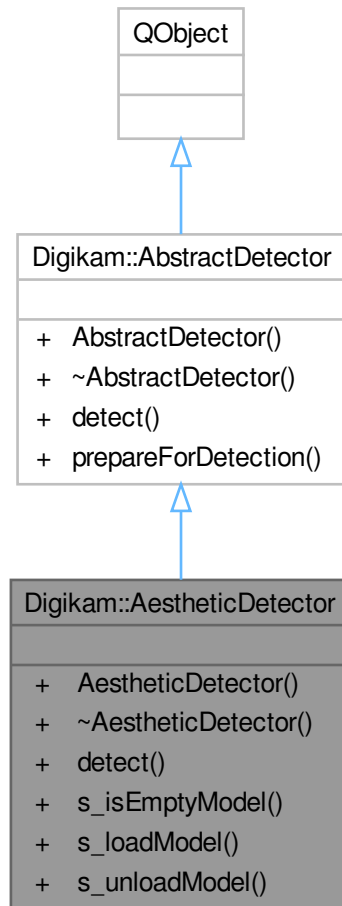 QObject
Digikam::AbstractDetector
+ AbstractDetector()
+ ~AbstractDetector()
+ detect()
+ prepareForDetection()
Digikam::AestheticDetector
+ AestheticDetector()
+ ~AestheticDetector()
+ detect()
+ s_isEmptyModel()
+ s_loadModel()
+ s_unloadModel()